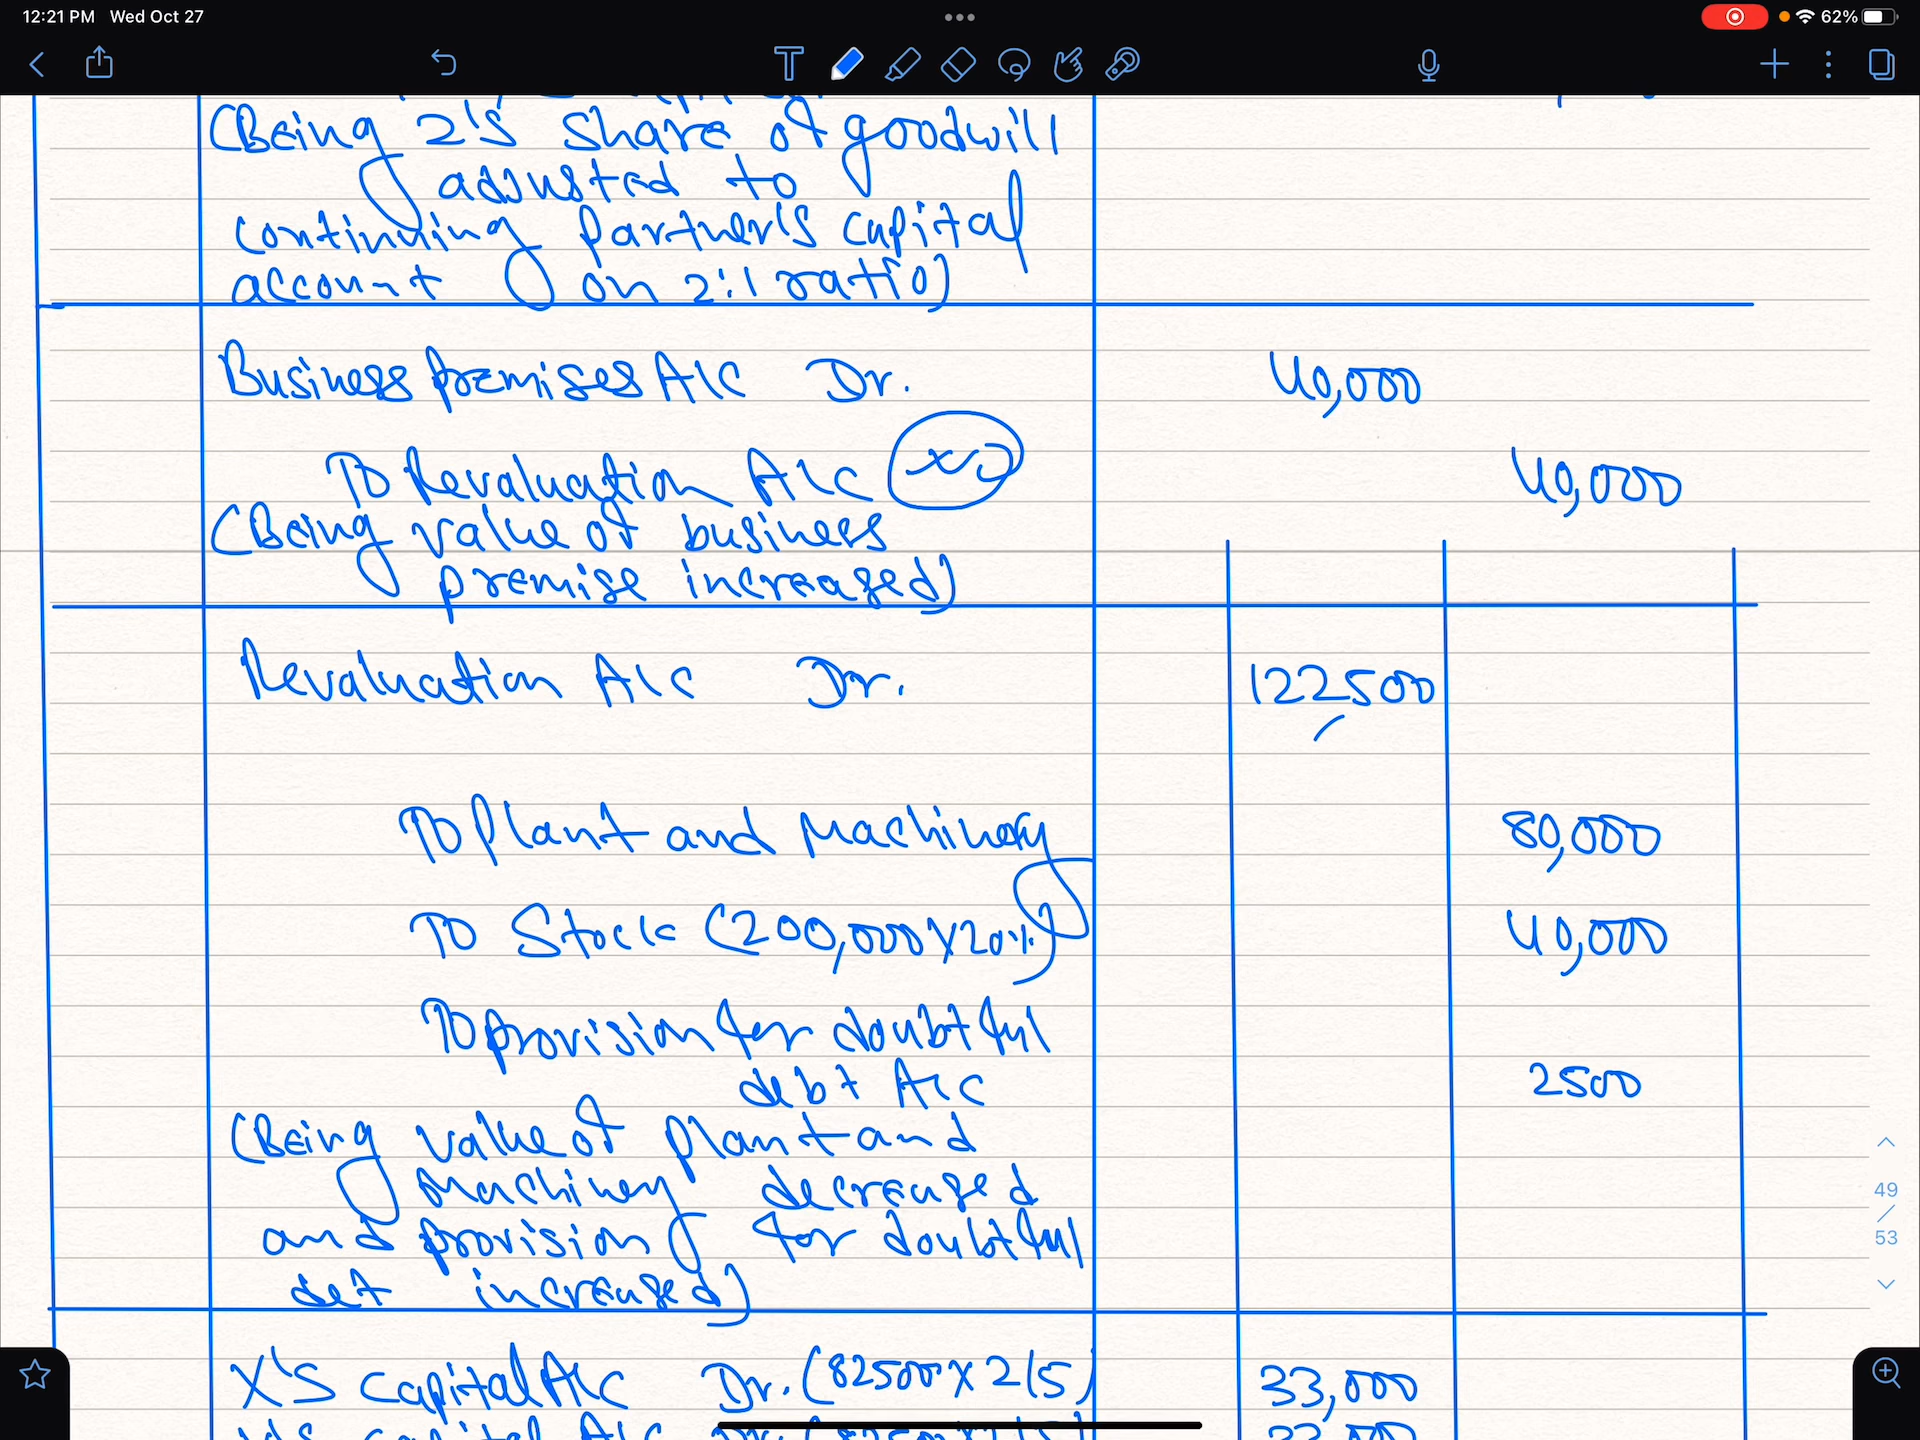 12:21 PM Wed Oct 27
62%
(Being Z's share of goodwill
adjusted to
continuing partner's capital
account on 2:1 ratio)
Business premises A/C Dr. 40,000
To Revaluation A/C 40,000
(Being value of business
premise increased)
Revaluation A/C Dr. 122500
To Plant and Machinery 80,000
To Stock (200,000X20%) 40,000
To provision for doubtful
debt A/C 2500
(Being value of plant and
Machinery decreased
and provision for doubtful
det increased)
49
/
53
X'S capital A/C Dr. (82500X2/5) 33,000